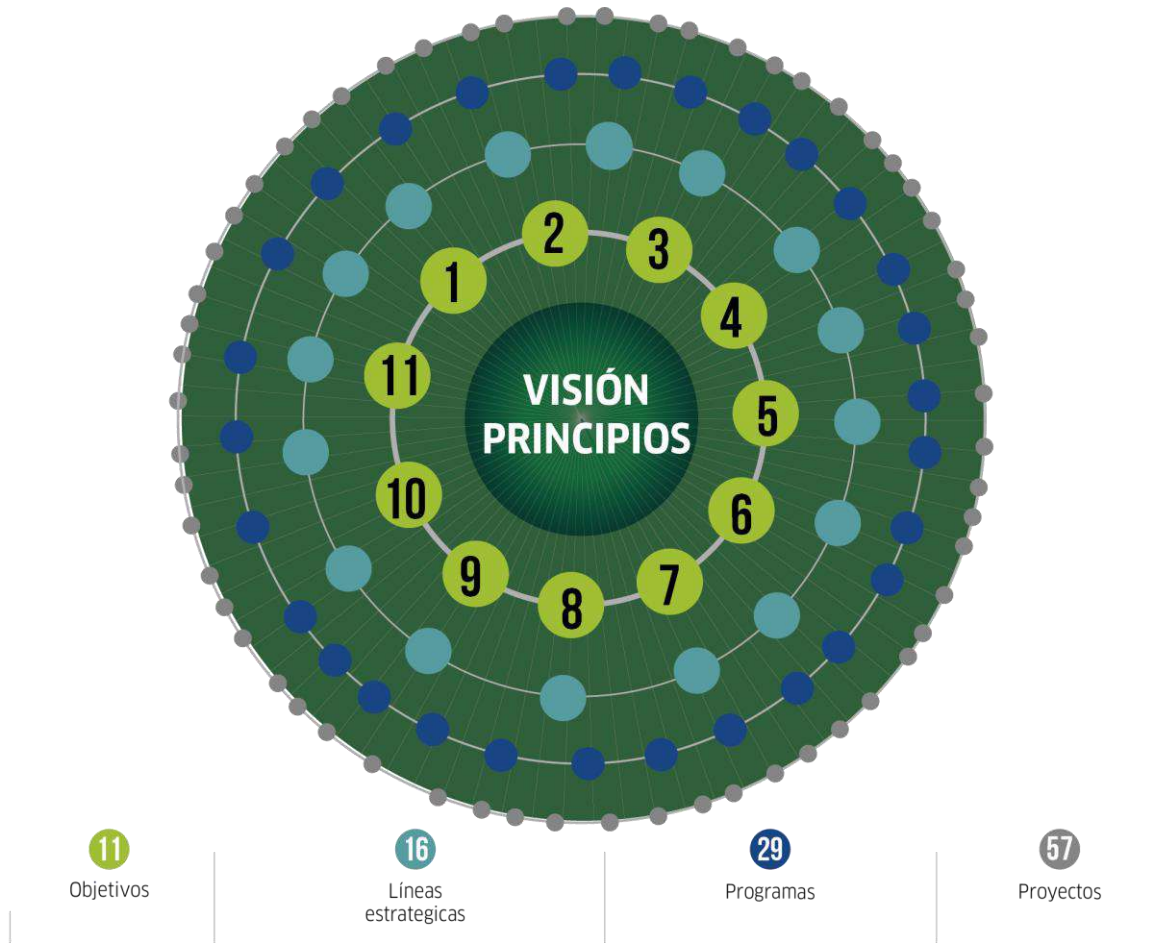 2
3
1
4
11
VISIÓN
PRINCIPIOS
5
10
6
9
7
8
11
Objetivos
16
Líneas
estrategicas
29
Programas
57
Proyectos